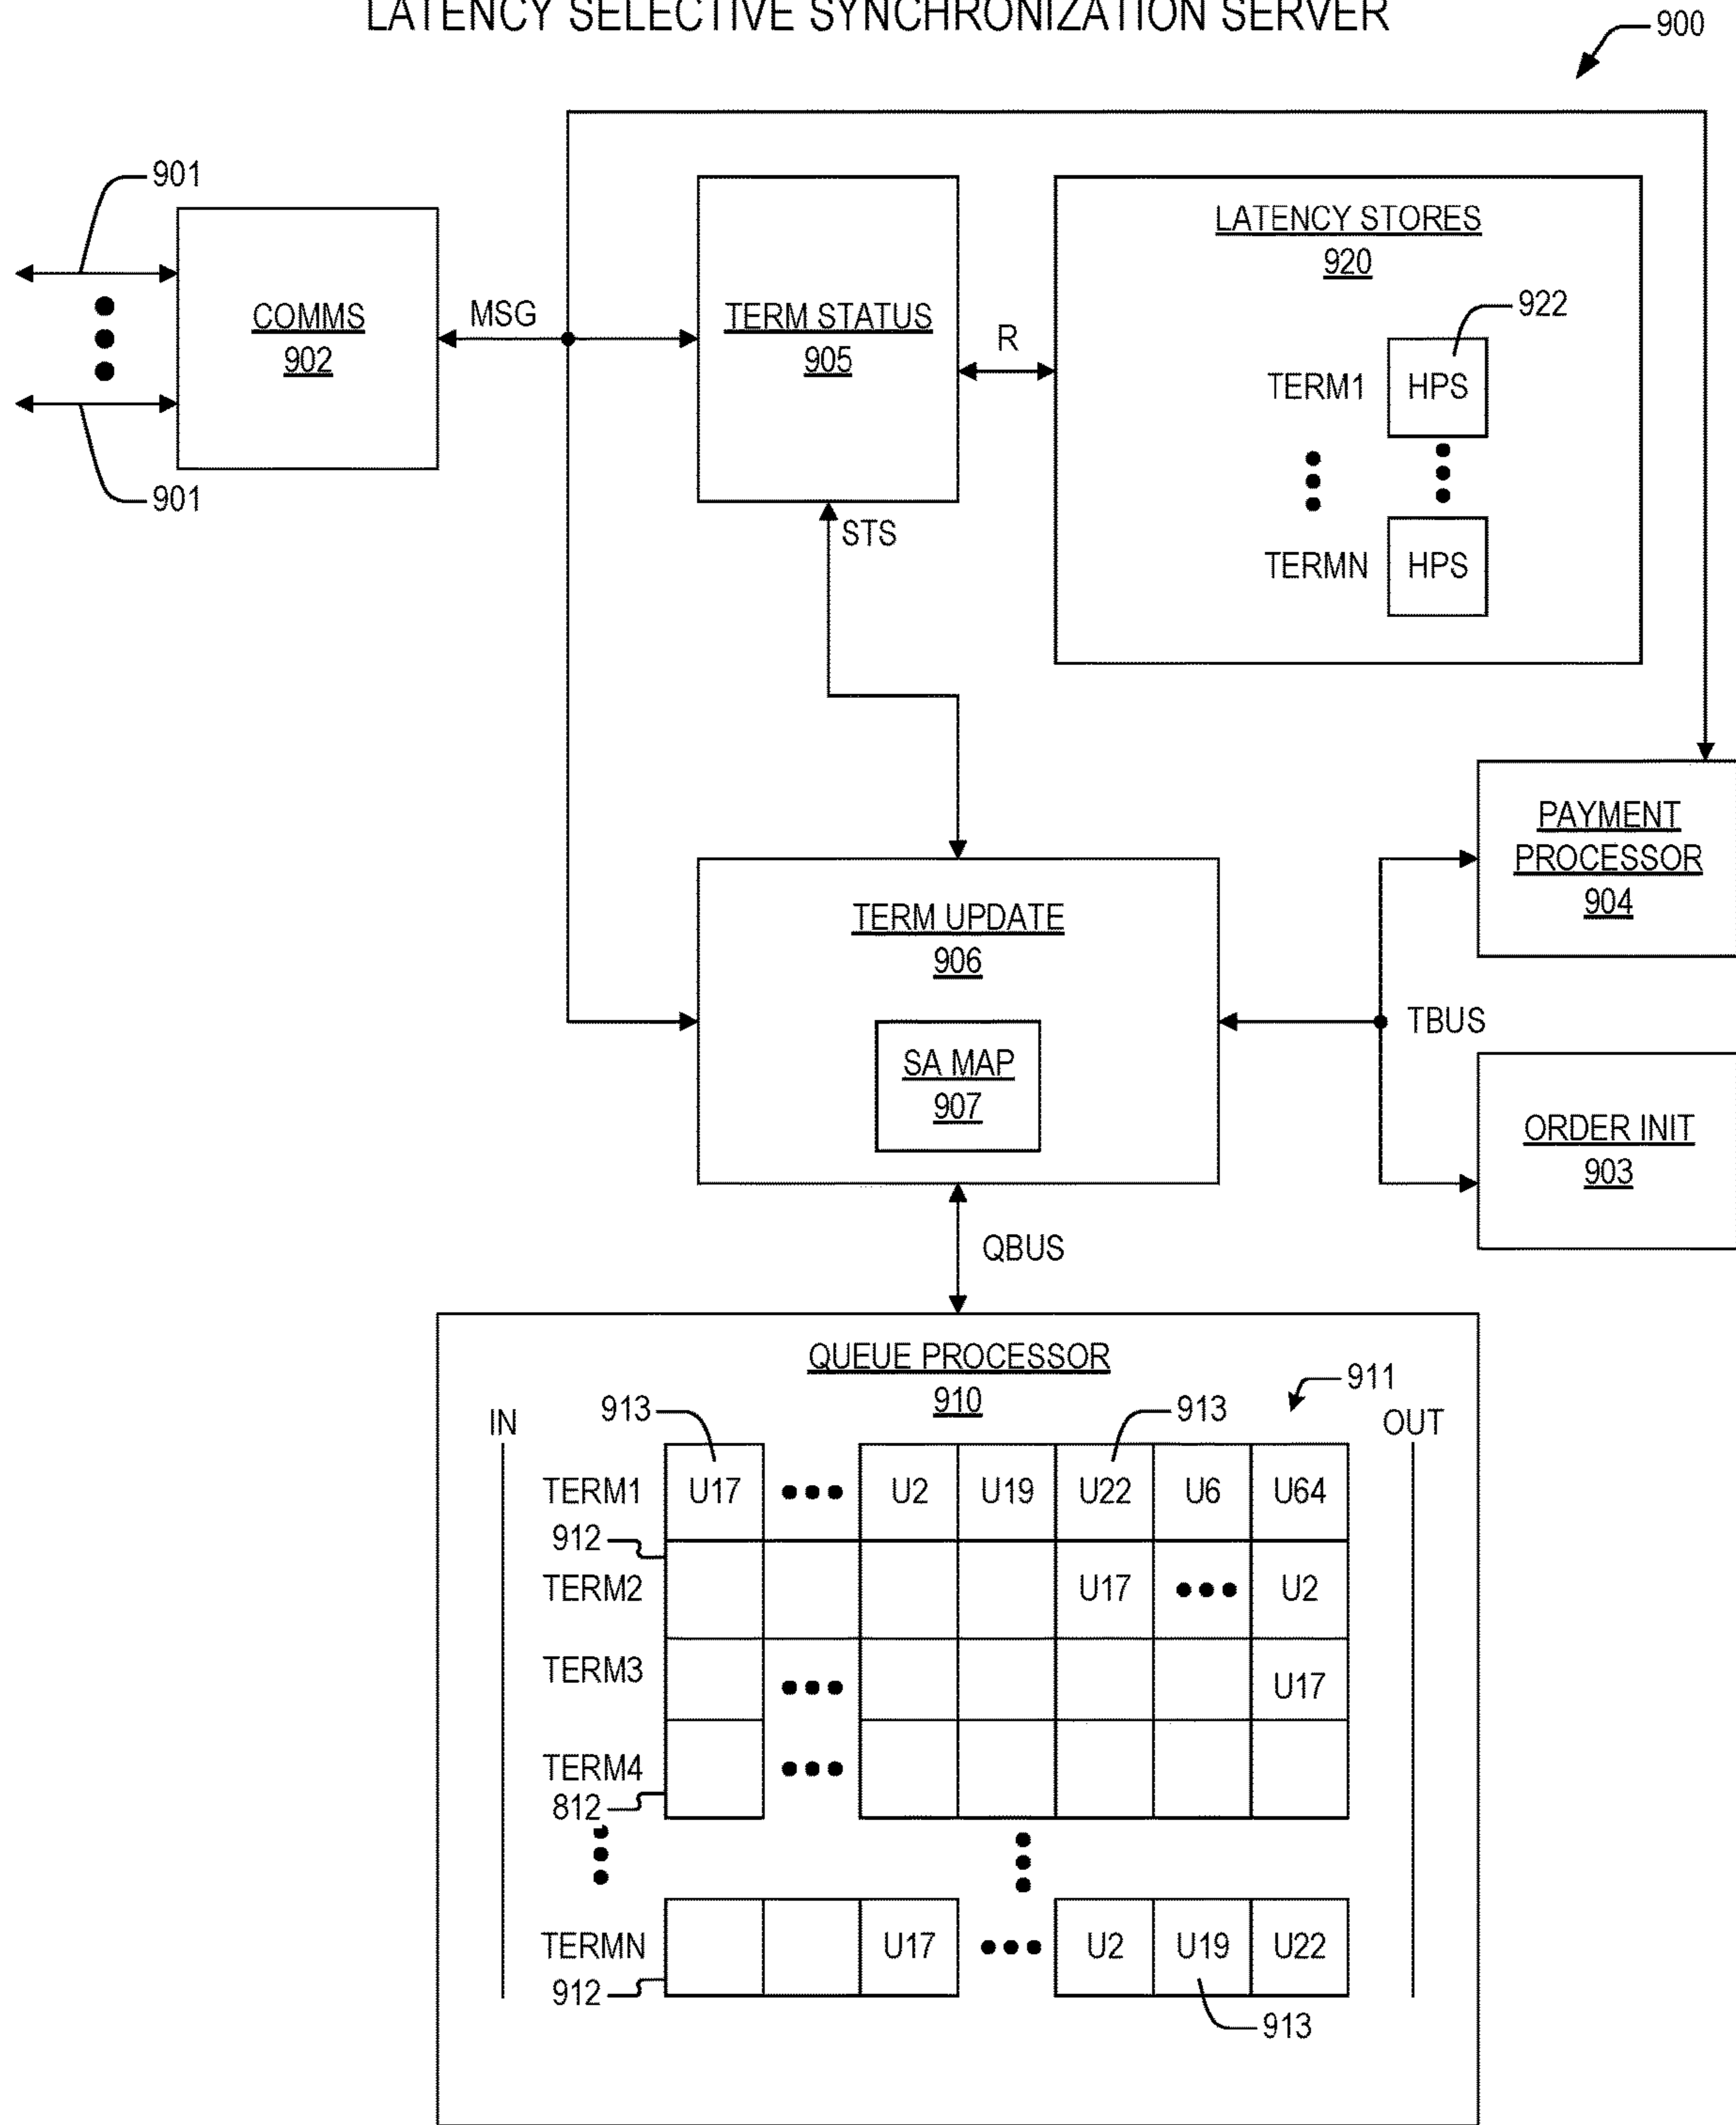 LATENCY SELECTIVE SYNCHRONIZATION SERVER
900
901
901
COMMS
902
MSG
TERM STATUS
905
R
LATENCY STORES
920
922
TERM1 HPS
TERMN HPS
STS
PAYMENT
PROCESSOR
904
TERM UPDATE
906
SA MAP
907
TBUS
ORDER INIT
903
QBUS
QUEUE PROCESSOR
910
911
913
913
IN
OUT
TERM1 U17 U2 U19 U22 U6 U64
912
TERM2 U17 U2
TERM3 U17
TERM4
812
TERMN U17 U2 U19 U22
912
913